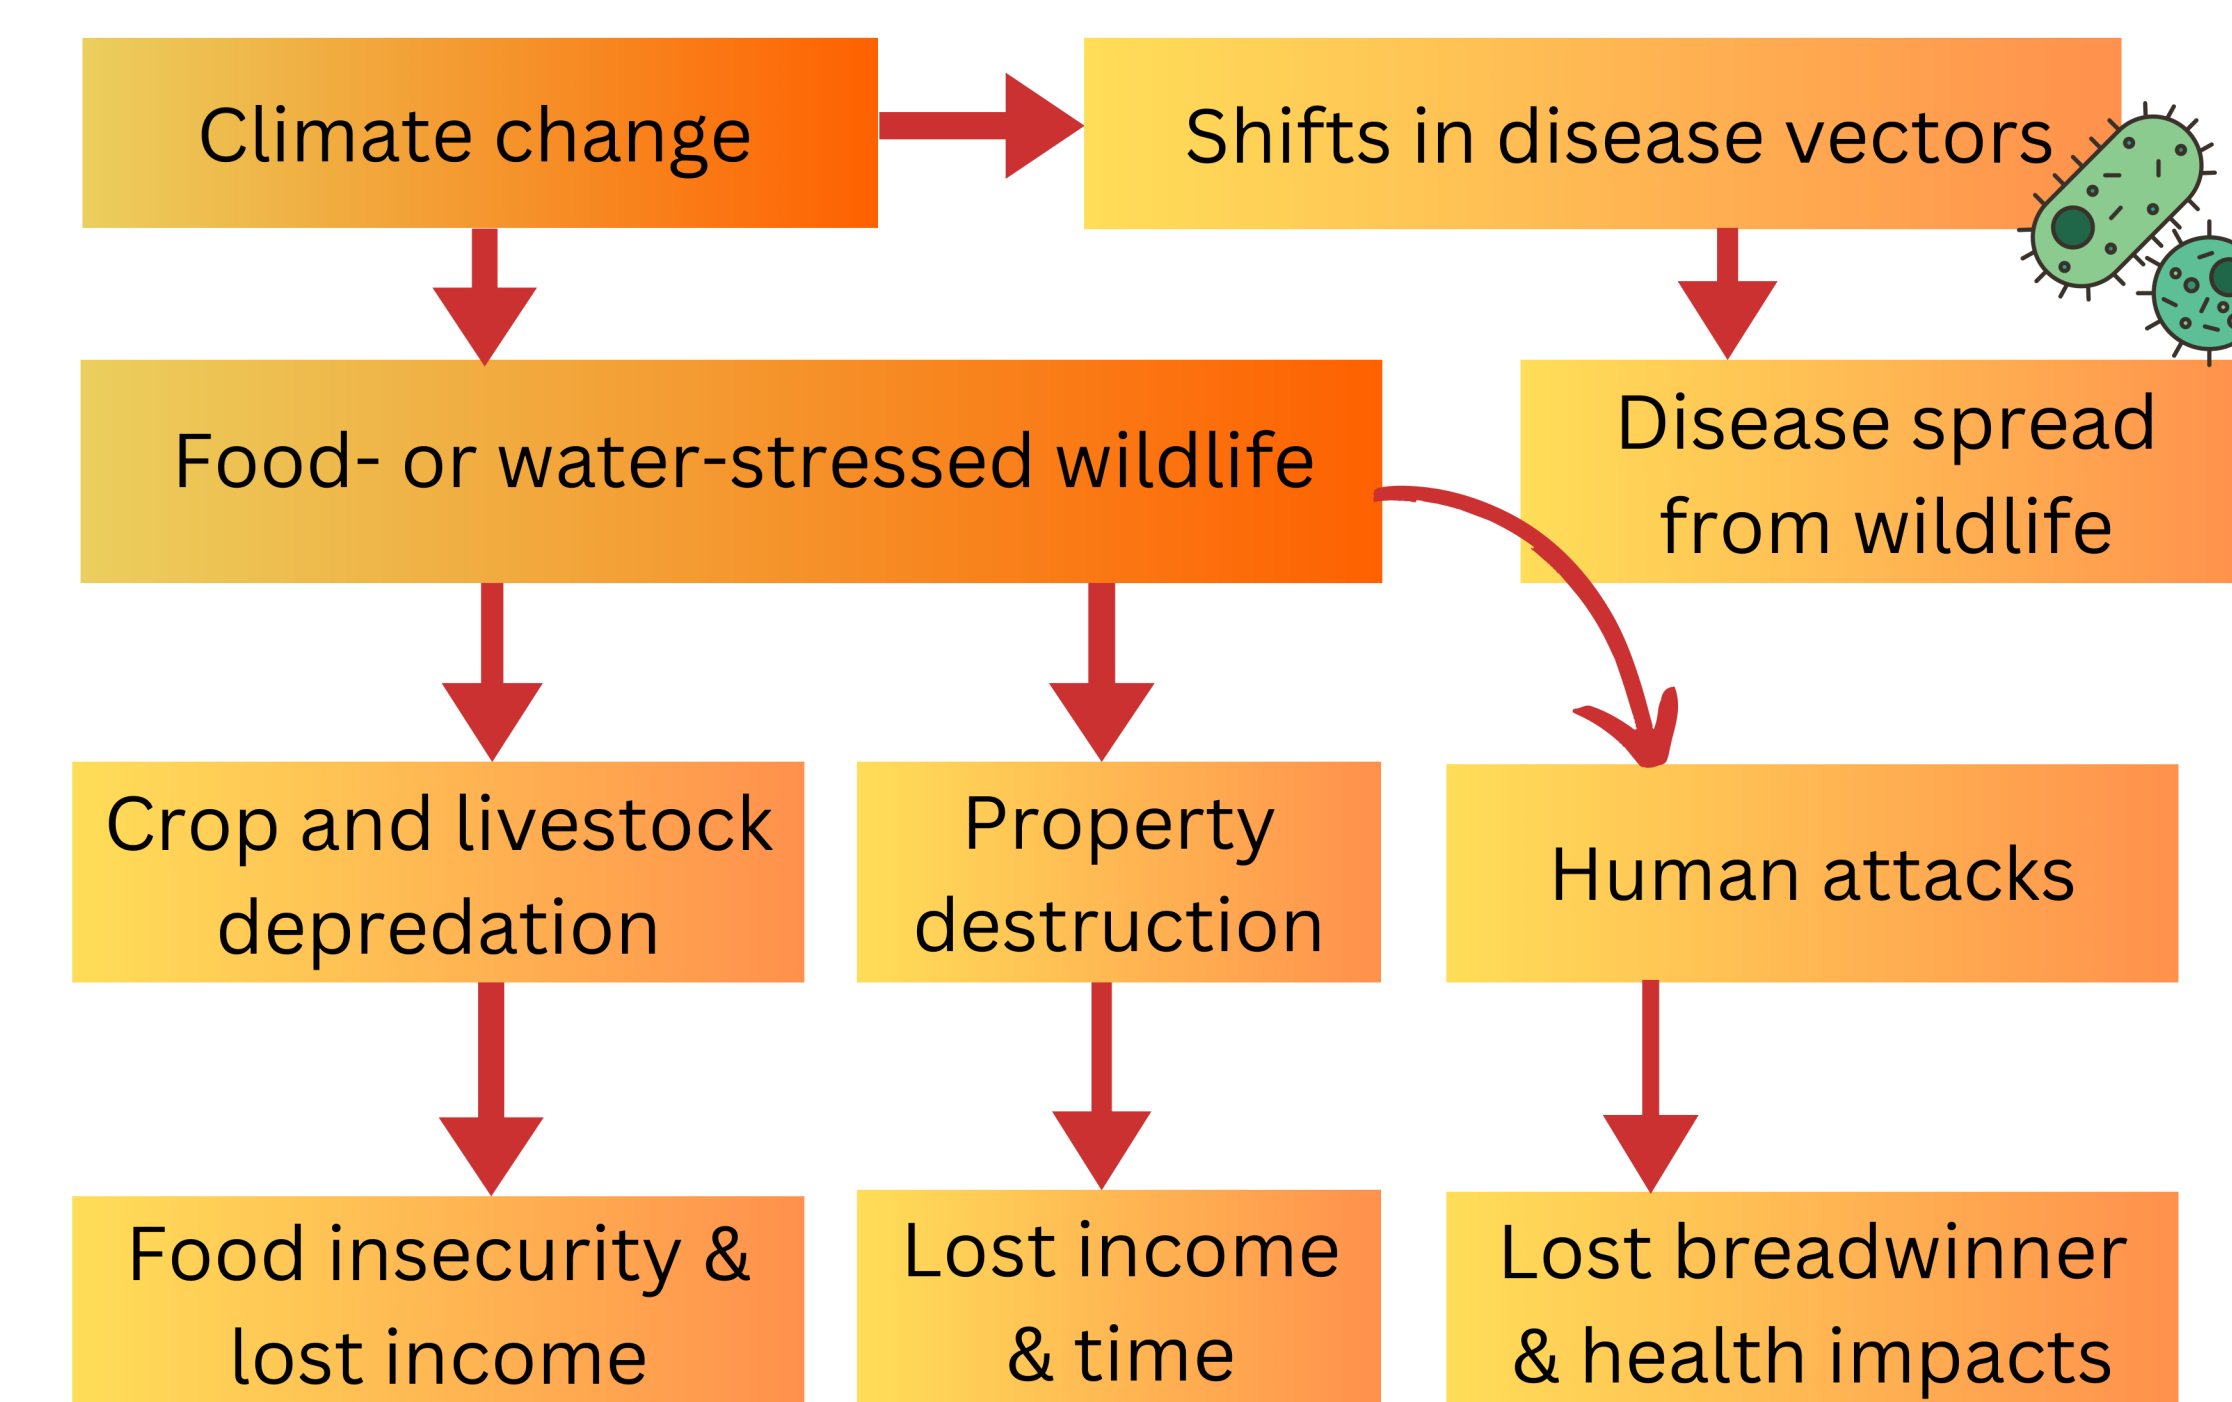 Climate change
Shifts in disease vectors
Food- or water-stressed wildlife
Disease spread
from wildlife
Crop and livestock
depredation
Property
destruction
Human attacks
Food insecurity &
lost income
Lost income
& time
Lost breadwinner
& health impacts